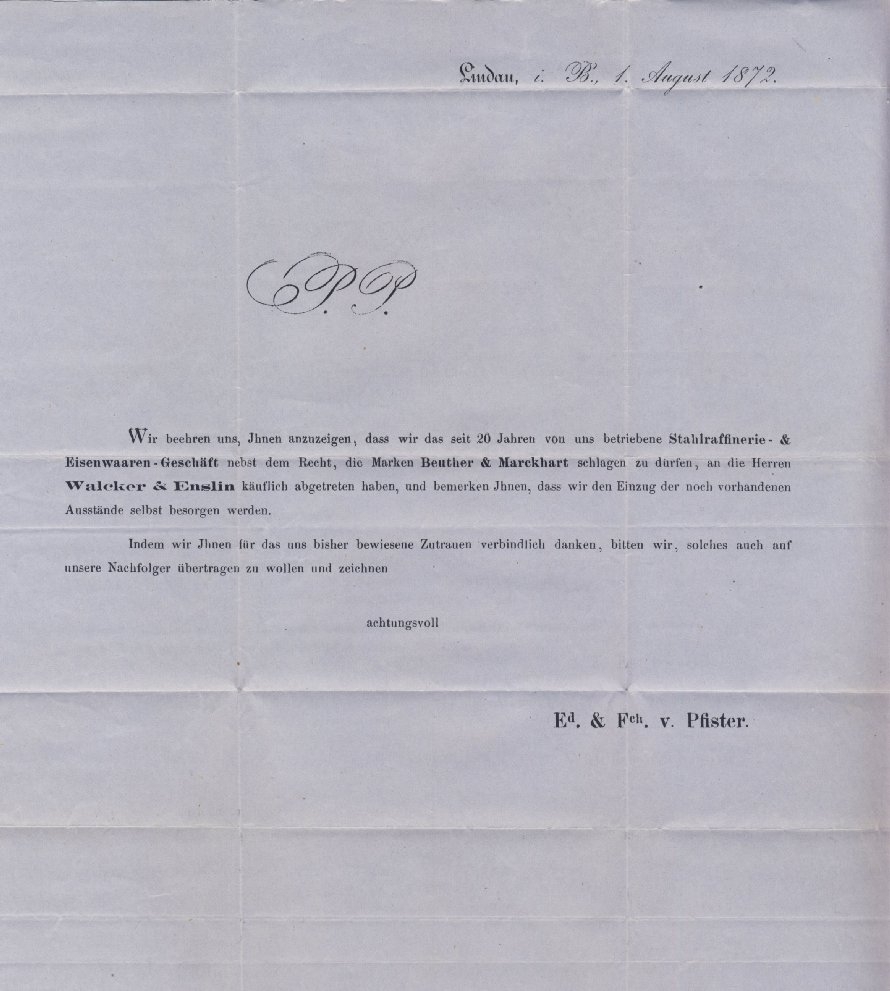 Lindau, i. B., 1. August 1872.
P. P.
Wir beehren uns, Jhnen anzuzeigen, dass wir das seit 20 Jahren von uns betriebene Stahlraffinerie- &
Eisenwaaren-Geschäft nebst dem Recht, die Marken Beuther & Marckhart schlagen zu dürfen, an die Herren
Walcker & Enslin käuflich abgetreten haben, und bemerken Jhnen, dass wir den Einzug der noch vorhandenen
Ausstände selbst besorgen werden.
Indem wir Jhnen für das uns bisher bewiesene Zutrauen verbindlich danken, bitten wir, solches auch auf
unsere Nachfolger übertragen zu wollen und zeichnen
achtungsvoll
Ed. & Fch. v. Pfister.